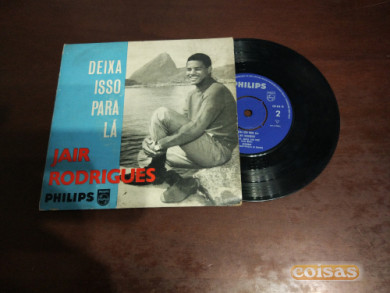 DEIXA
ISSO
PARA
LÁ
JAIR
RODRIGUES
PHILIPS
PHILIPS
2
coisas